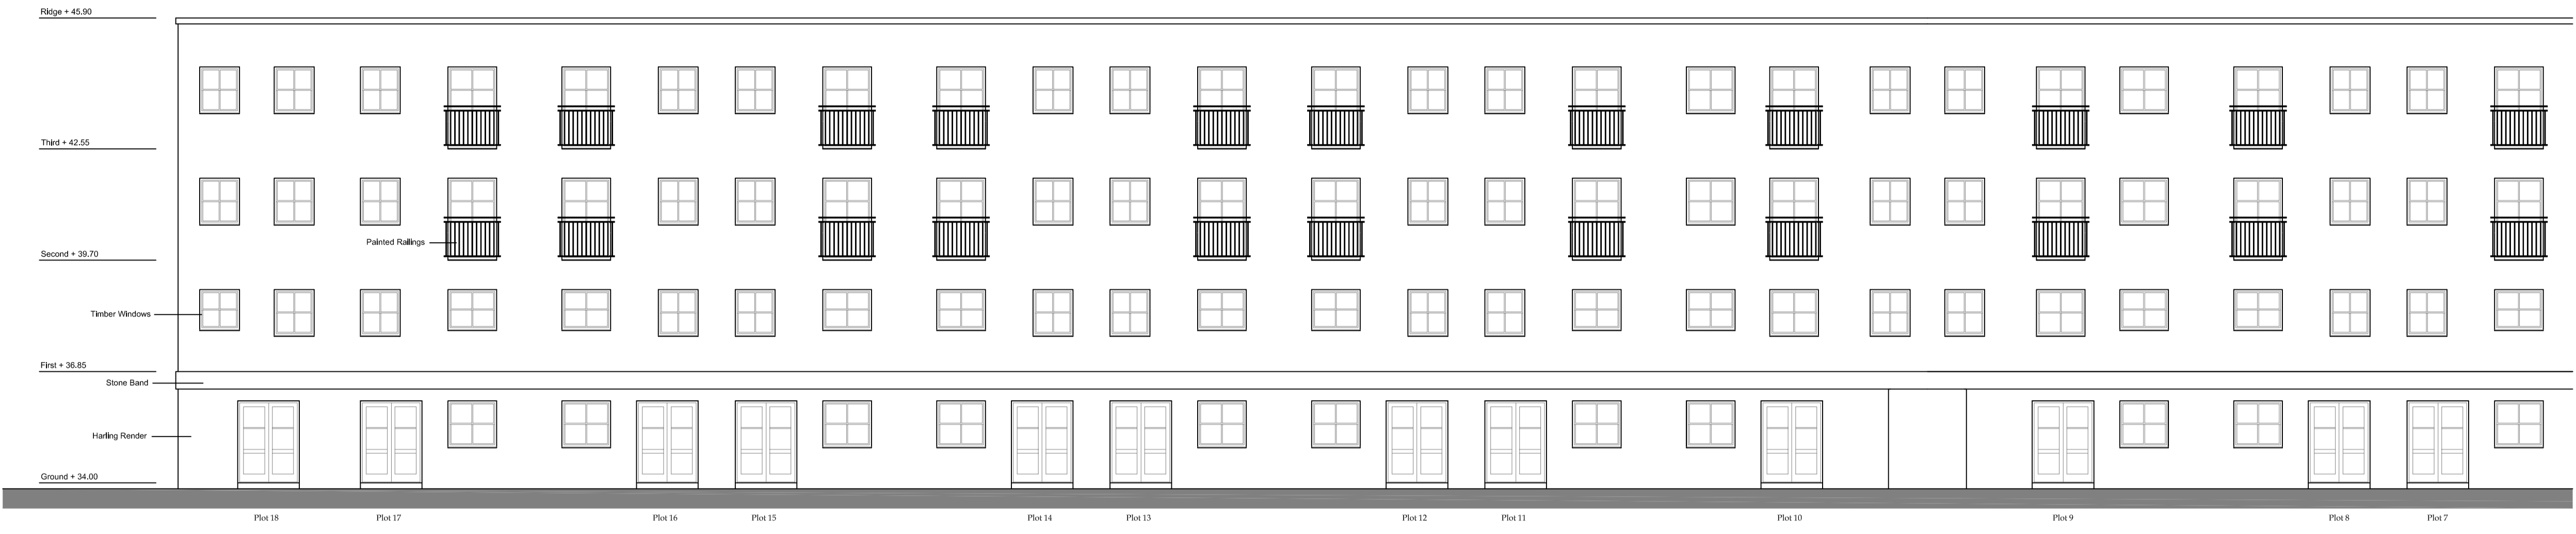 Ridge + 45.90
Third + 42.55
Painted Railings
Second + 39.70
Timber Windows
First + 36.85
Stone Band
Harling Render
Ground + 34.00
Plot 18
Plot 17
Plot 16
Plot 15
Plot 14
Plot 13
Plot 12
Plot 11
Plot 10
Plot 9
Plot 8
Plot 7